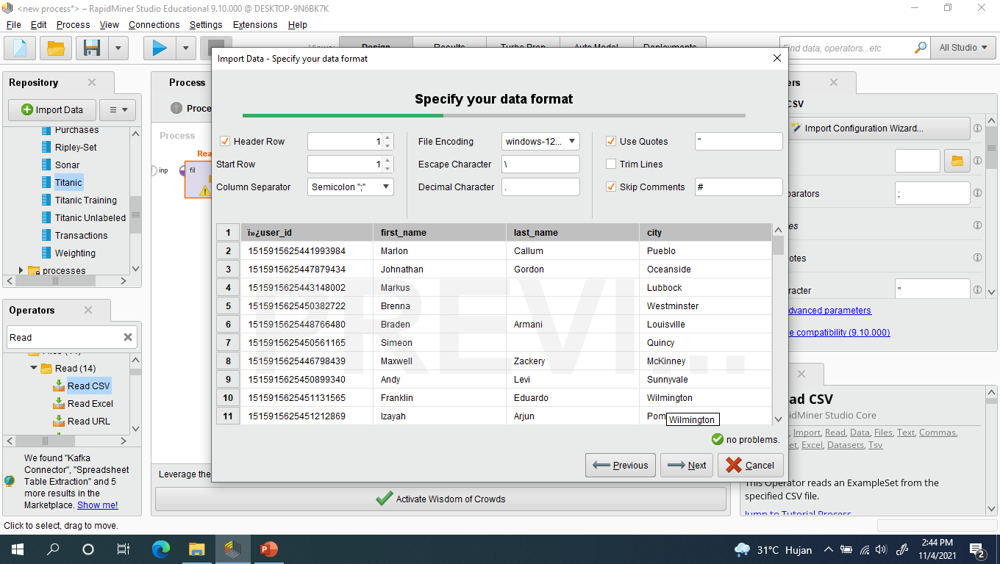 <new process*> – RapidMiner Studio Educational 9.10.000 @ DESKTOP-9N6BK7K
File Edit Process View Connections Settings Extensions Help
Views: Design Results Turbo Prep Auto Model Deployments
Find data, operators...etc
All Studio
Repository
Import Data
Purchases
Ripley-Set
Sonar
Titanic
Titanic Training
Titanic Unlabeled
Transactions
Weighting
processes
Operators
Read
Read (14)
Read CSV
Read Excel
Read URL
We found "Kafka
Connector", "Spreadsheet
Table Extraction" and 5
more results in the
Marketplace. Show me!
Process
Proce
Process
Rea
inp
fil
Leverage the
Activate Wisdom of Crowds
Import Data - Specify your data format
Specify your data format
Header Row 1 File Encoding windows-12... Use Quotes "
Start Row 1 Escape Character \ Trim Lines
Column Separator Semicolon ";" Decimal Character . Skip Comments #
1 ï»¿user_id first_name last_name city
2 1515915625441993984 Marlon Callum Pueblo
3 1515915625447879434 Johnathan Gordon Oceanside
4 1515915625443148002 Markus Lubbock
5 1515915625450382722 Brenna Westminster
6 1515915625448766480 Braden Armani Louisville
7 1515915625450561165 Simeon Quincy
8 1515915625446798439 Maxwell Zackery McKinney
9 1515915625450899340 Andy Levi Sunnyvale
10 1515915625451131565 Franklin Eduardo Wilmington
11 1515915625451212869 Izayah Arjun Pom
Wilmington
PREVI...
no problems.
Previous Next Cancel
ers
CSV
Import Configuration Wizard...
parators ;
es
otes
racter "
dvanced parameters
e compatibility (9.10.000)
ad CSV
idMiner Studio Core
, Import, Read, Data, Files, Text, Commas,
et, Excel, Datasets, Tsv
This Operator reads an ExampleSet from the
specified CSV file.
Jump to Tutorial Process
Click to select, drag to move.
31°C Hujan
2:44 PM
11/4/2021
2